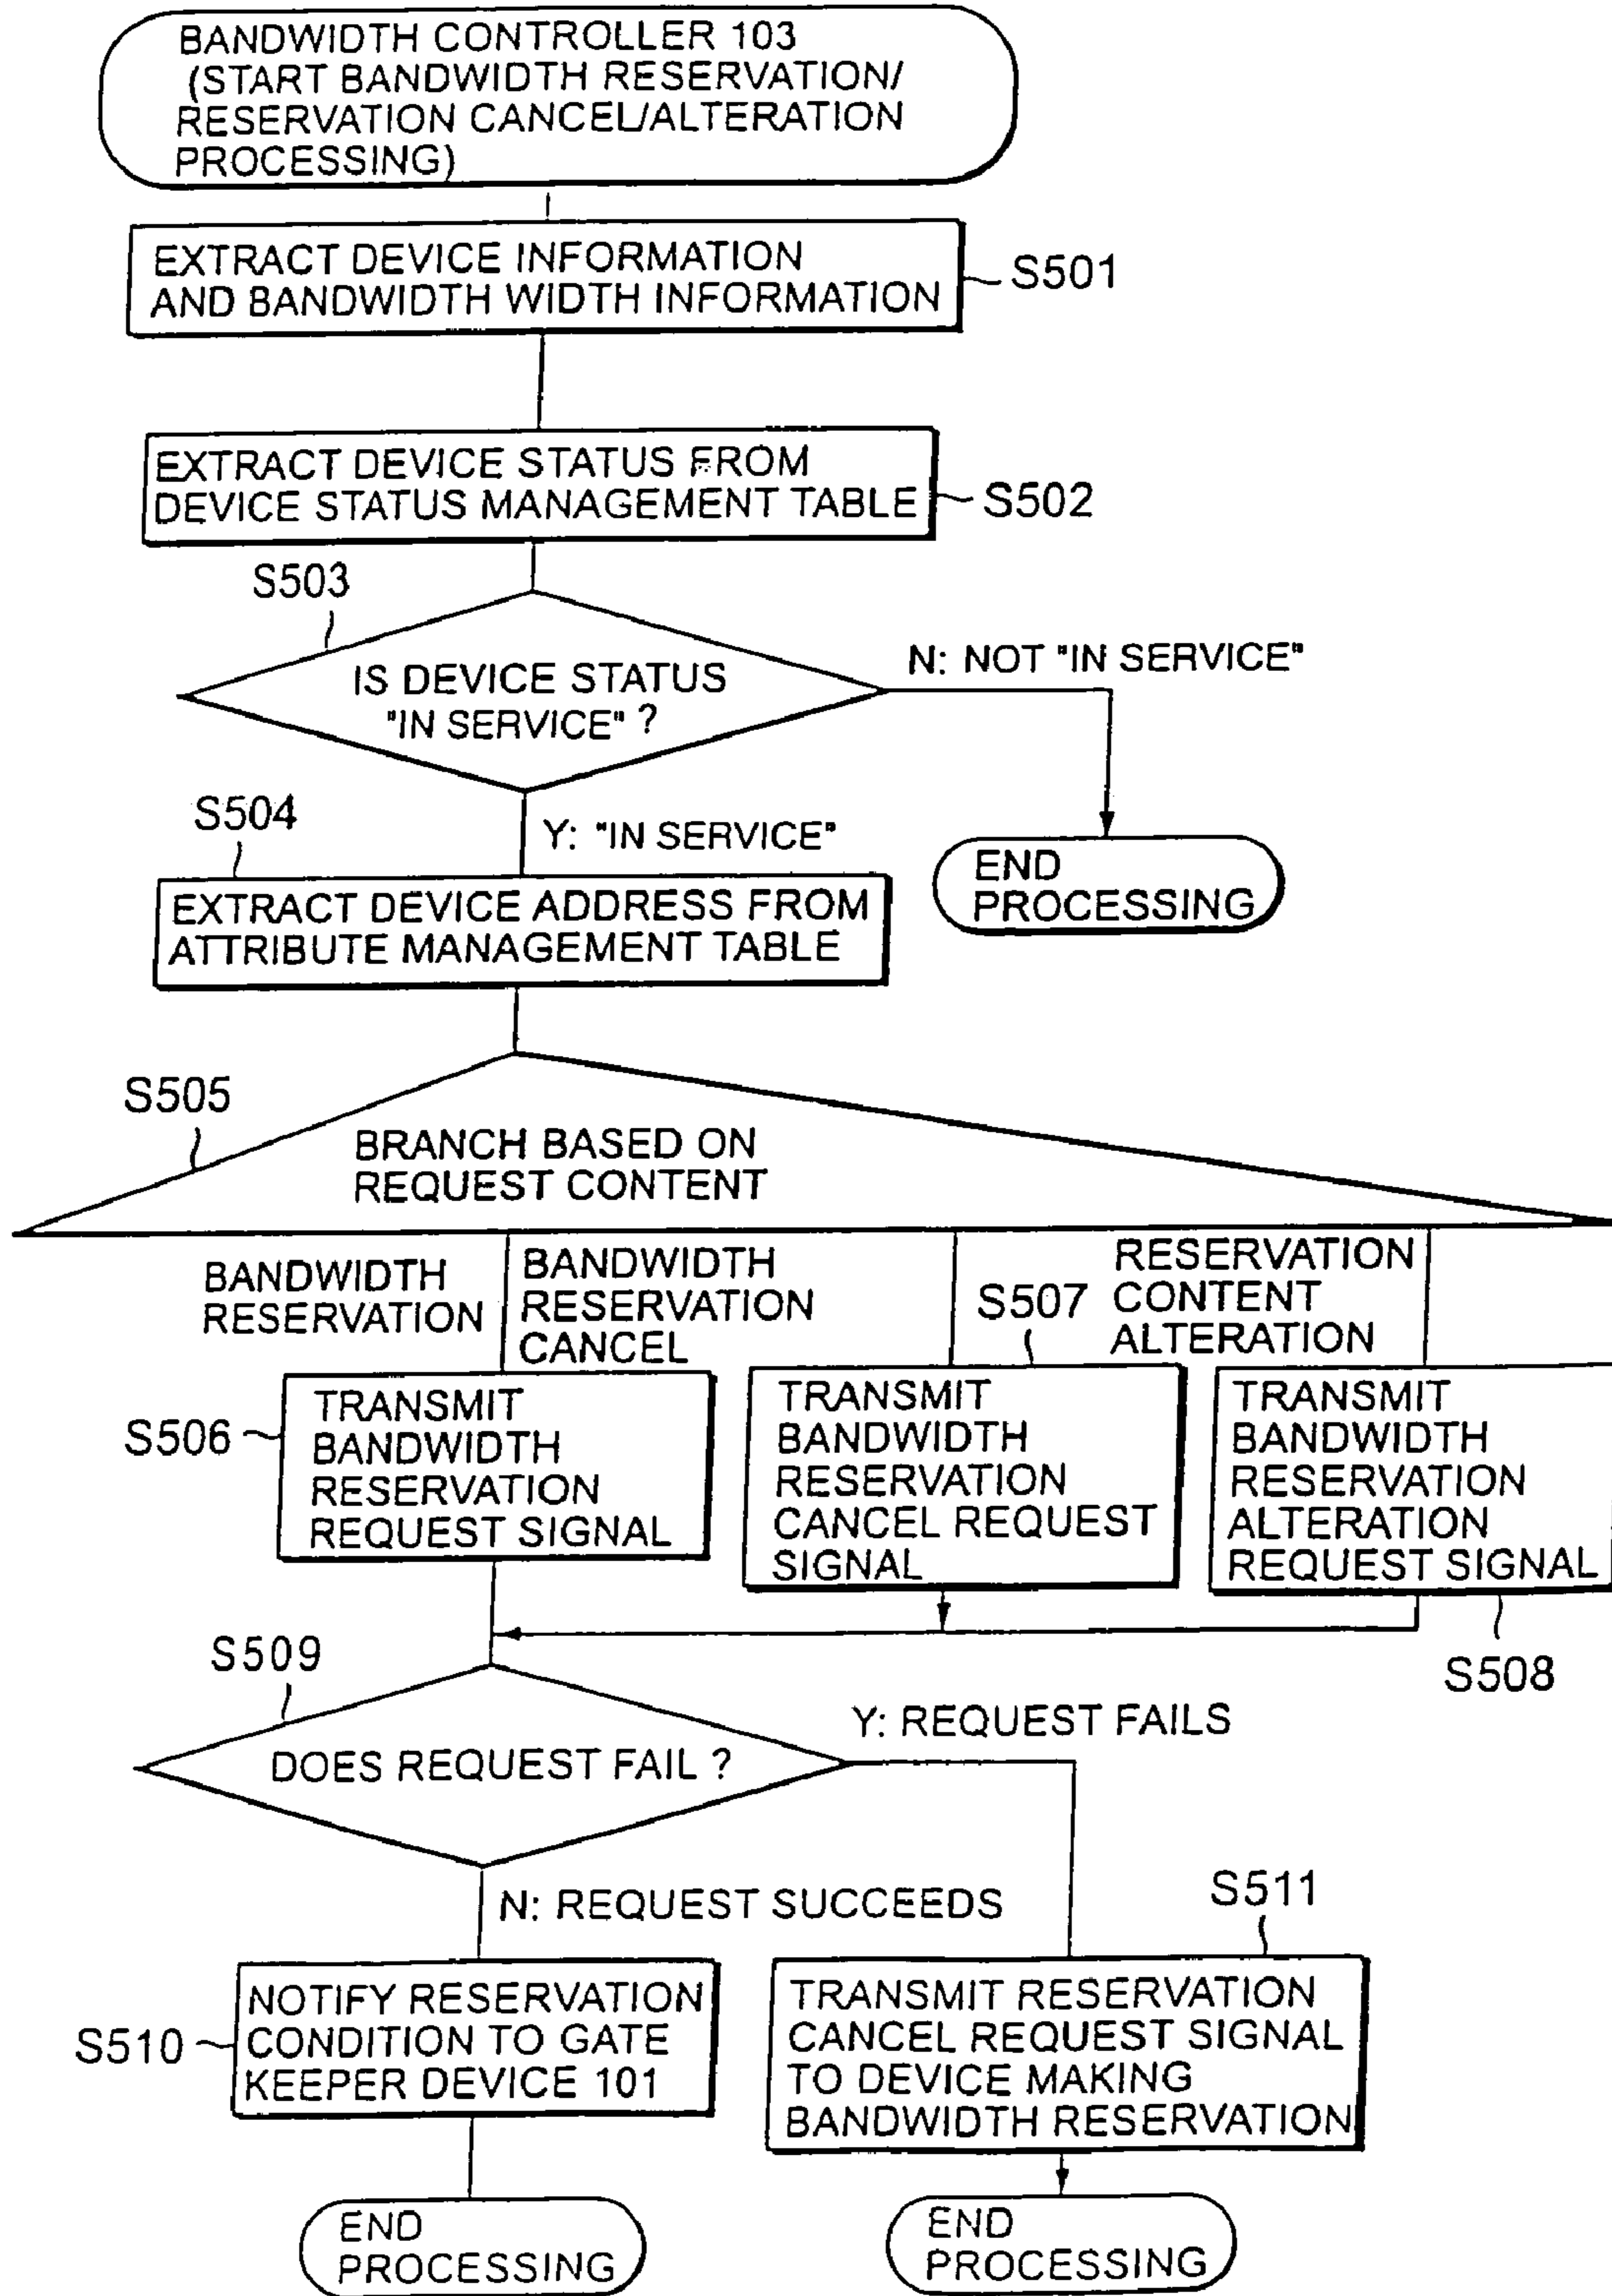 BANDWIDTH CONTROLLER 103
(START BANDWIDTH RESERVATION/
RESERVATION CANCEL/ALTERATION
PROCESSING)
EXTRACT DEVICE INFORMATION
AND BANDWIDTH WIDTH INFORMATION
S501
EXTRACT DEVICE STATUS FROM
DEVICE STATUS MANAGEMENT TABLE
S502
S503
IS DEVICE STATUS
"IN SERVICE" ?
N: NOT "IN SERVICE"
END
PROCESSING
S504
Y: "IN SERVICE"
EXTRACT DEVICE ADDRESS FROM
ATTRIBUTE MANAGEMENT TABLE
S505
BRANCH BASED ON
REQUEST CONTENT
BANDWIDTH
RESERVATION
BANDWIDTH
RESERVATION
CANCEL
RESERVATION
CONTENT
ALTERATION
S506
TRANSMIT
BANDWIDTH
RESERVATION
REQUEST SIGNAL
S507
TRANSMIT
BANDWIDTH
RESERVATION
CANCEL REQUEST
SIGNAL
TRANSMIT
BANDWIDTH
RESERVATION
ALTERATION
REQUEST SIGNAL
S508
S509
DOES REQUEST FAIL ?
Y: REQUEST FAILS
N: REQUEST SUCCEEDS
S510
NOTIFY RESERVATION
CONDITION TO GATE
KEEPER DEVICE 101
END
PROCESSING
S511
TRANSMIT RESERVATION
CANCEL REQUEST SIGNAL
TO DEVICE MAKING
BANDWIDTH RESERVATION
END
PROCESSING